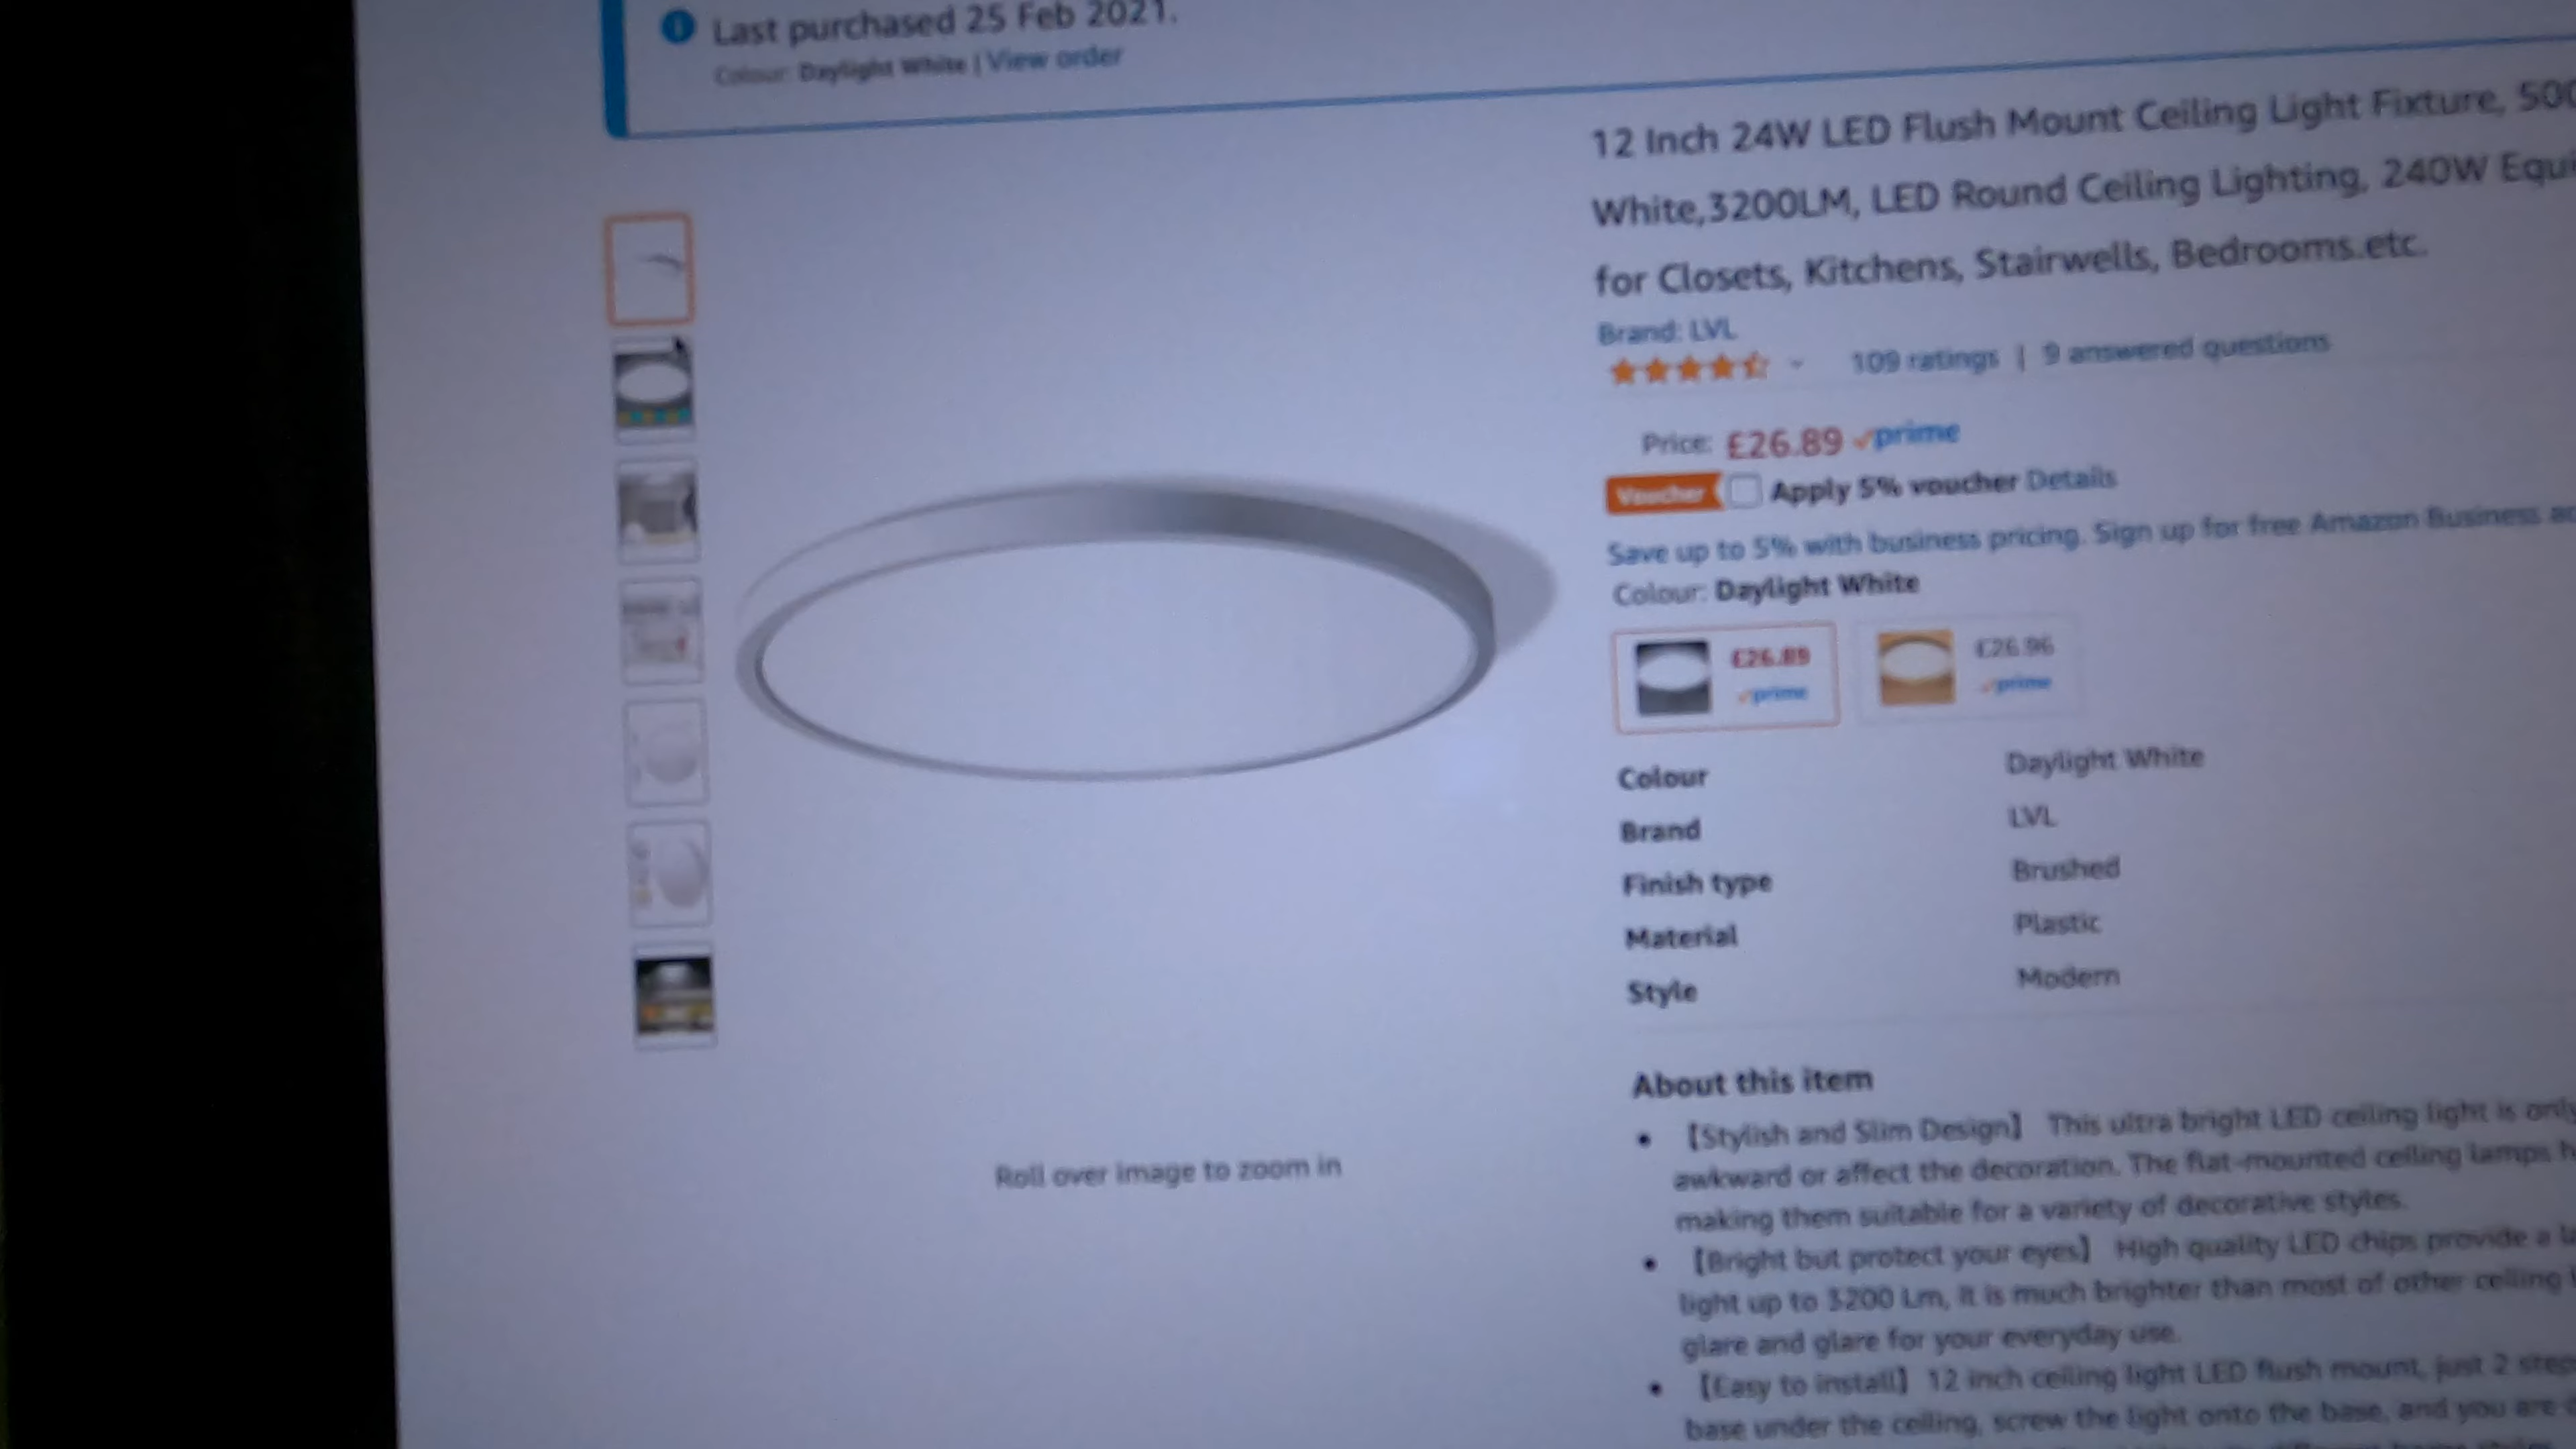 Last purchased 25 Feb 2021.
Colour: Daylight White | View order
12 Inch 24W LED Flush Mount Ceiling Light Fixture,
White,3200LM, LED Round Ceiling Lighting, 240W
for Closets, Kitchens, Stairwells, Bedrooms.etc.
Brand: LVL
109 ratings | 9 answered questions
Price: £26.89 prime
Voucher Apply 5% voucher Details
Save up to 5% with business pricing. Sign up for free Amazon Business
Colour: Daylight White
£26.89 £26.96
prime prime
Colour Daylight White
Brand LVL
Finish type Brushed
Material Plastic
Style Modern
About this item
• 【Stylish and Slim Design】 This ultra bright LED ceiling light is only
awkward or affect the decoration. The flat-mounted ceiling lamps
making them suitable for a variety of decorative styles.
• 【Bright but protect your eyes】 High quality LED chips provide a
light up to 3200 Lm, it is much brighter than most of other ceiling
glare and glare for your everyday use.
• 【Easy to install】 12 inch ceiling light LED flush mount, just 2
base under the ceiling, screw the light onto the base, and you are
Roll over image to zoom in